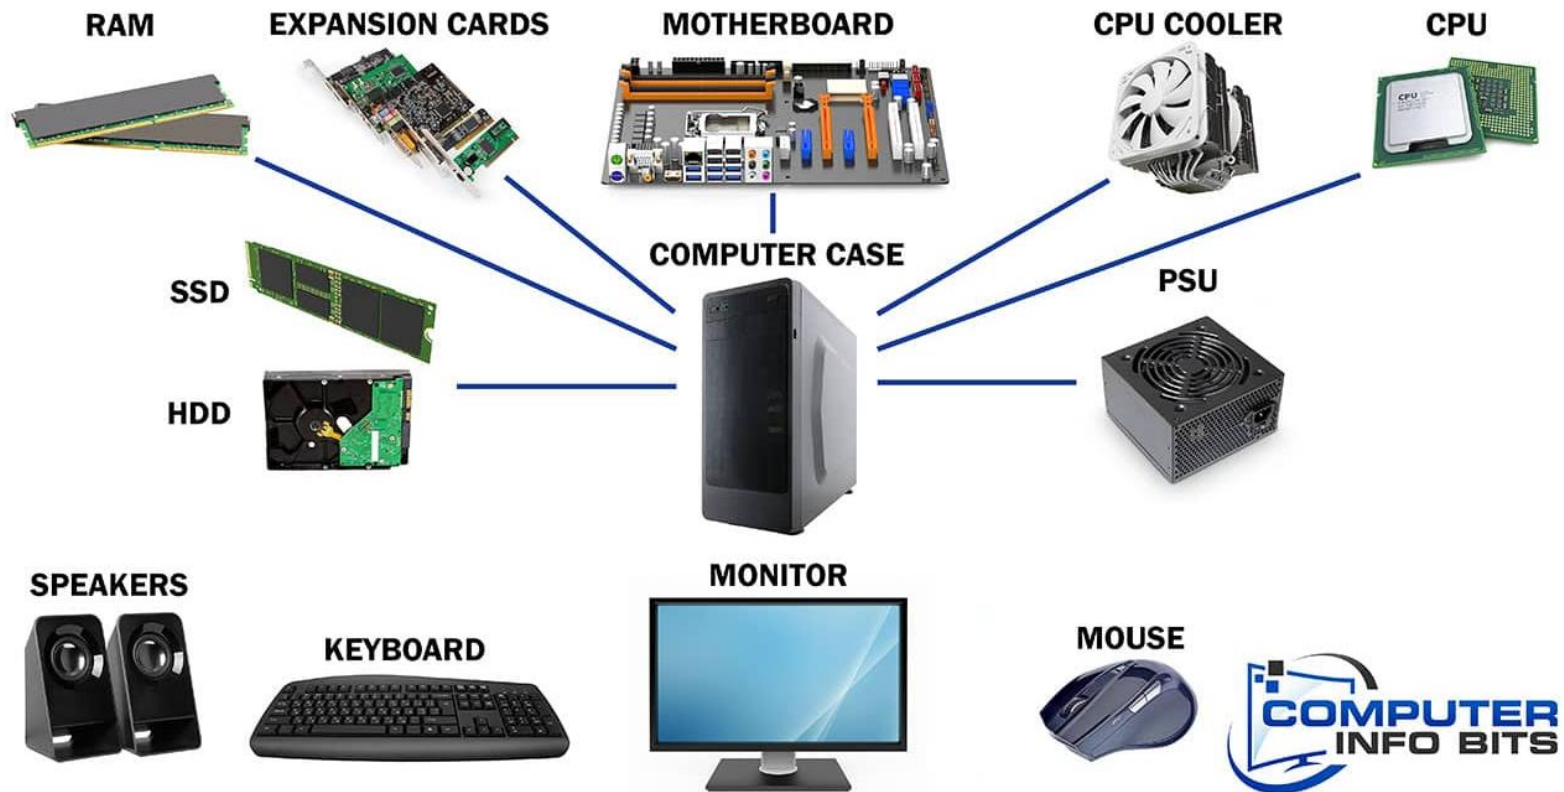 RAM
EXPANSION CARDS
MOTHERBOARD
CPU COOLER
CPU
CPU
COMPUTER CASE
SSD
PSU
HDD
SPEAKERS
MONITOR
KEYBOARD
MOUSE
COMPUTER
INFO BITS